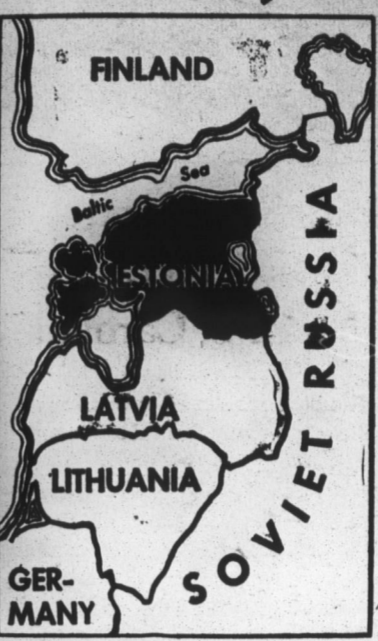 FINLAND
Baltic Sea
ESTONIA
SOVIET RUSSIA
LATVIA
LITHUANIA
GER-
MANY